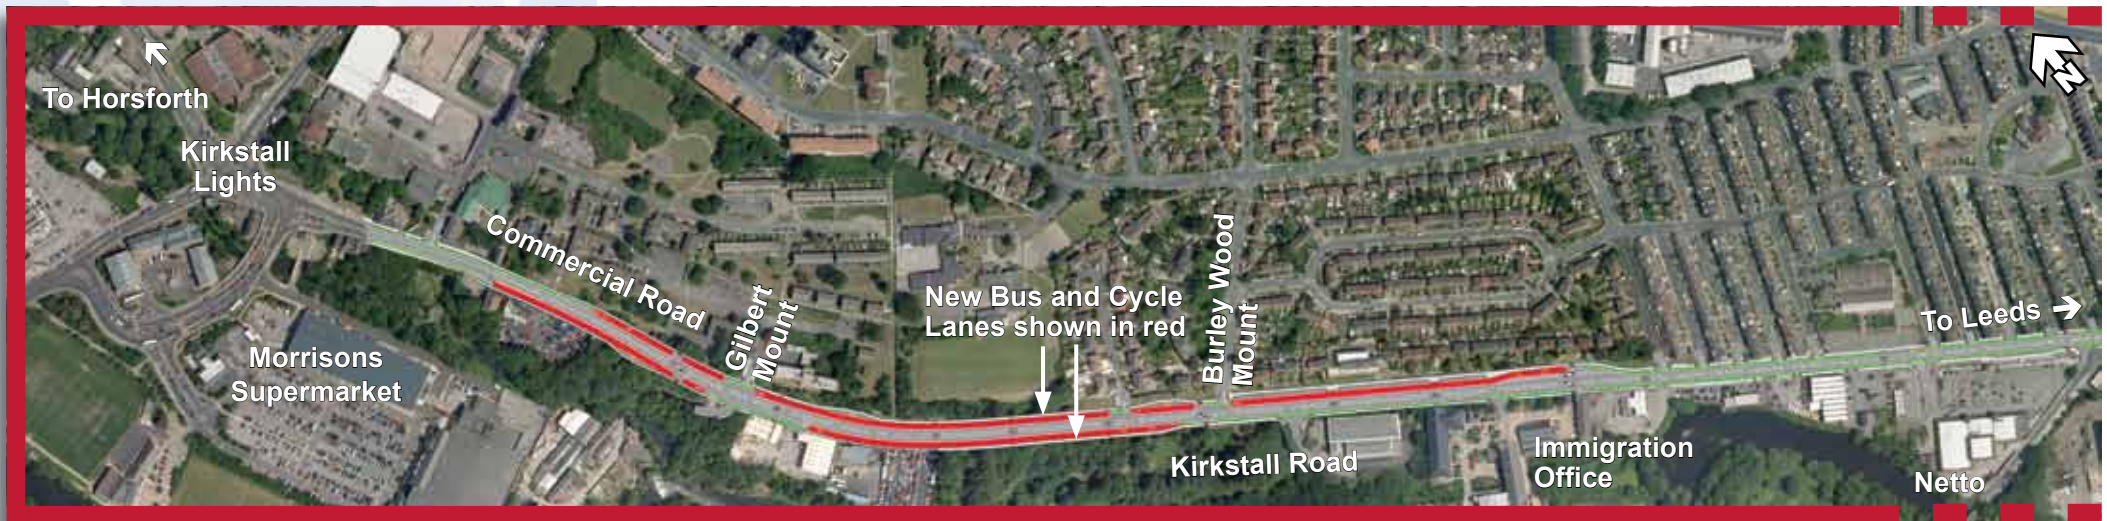 To Horsforth
Kirkstall
Lights
Commercial Road
Morrisons
Supermarket
Gilbert
Mount
New Bus and Cycle
Lanes shown in red
Burley Wood
Mount
Kirkstall Road
Immigration
Office
To Leeds
Netto
N